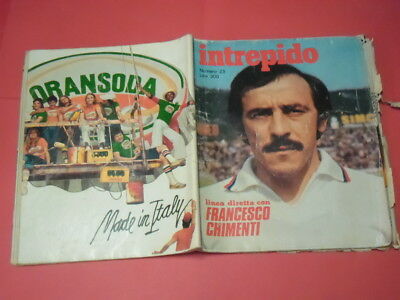 ORANSODA
Made in Italy
intrepido
Numero 23
Lire 300
linea diretta con
FRANCESCO
CHIMENTI